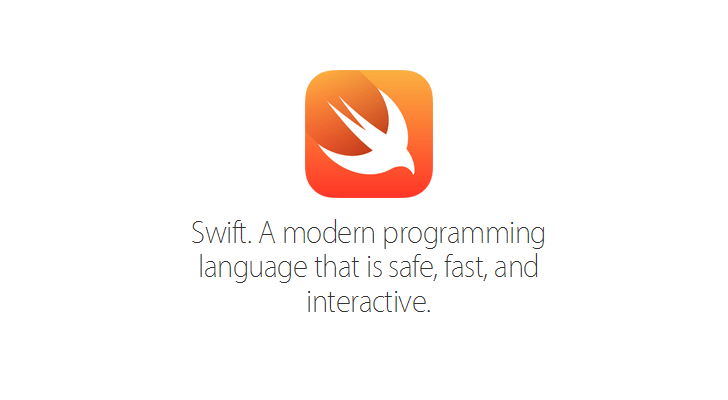 Swift. A modern programming
language that is safe, fast, and
interactive.